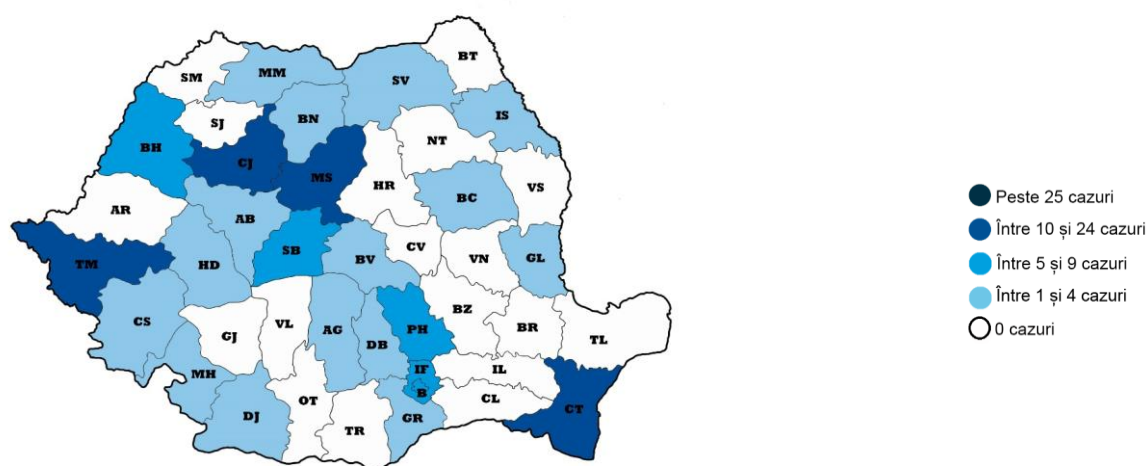 BT
SM
MM
SV
IS
BN
SJ
NT
BH
CJ
MS
HR
VS
BC
AR
AB
CV
SB
BV
VN
GL
TM
HD
BZ
CS
GJ
VL
AG
DB
PH
BR
TL
IF
IL
MH
B
CL
CT
DJ
OT
TR
GR
Peste 25 cazuri
Între 10 și 24 cazuri
Între 5 și 9 cazuri
Între 1 și 4 cazuri
0 cazuri